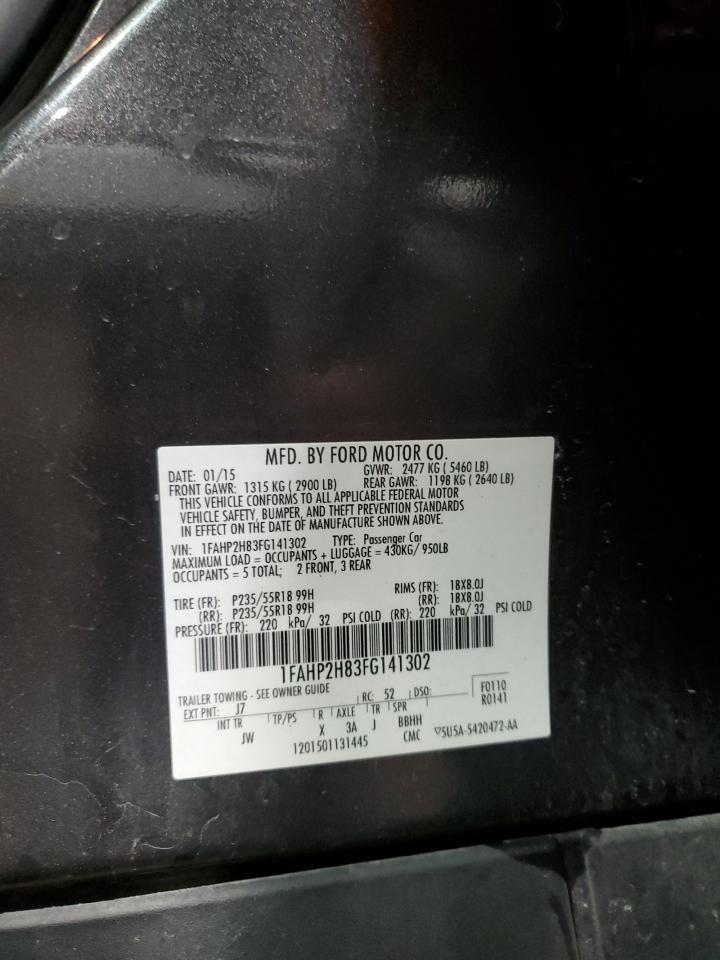 MFD. BY FORD MOTOR CO.
DATE: 01/15 GVWR: 2477 KG ( 5460 LB)
FRONT GAWR: 1315 KG ( 2900 LB) REAR GAWR: 1198 KG ( 2640 LB)
THIS VEHICLE CONFORMS TO ALL APPLICABLE FEDERAL MOTOR
VEHICLE SAFETY, BUMPER, AND THEFT PREVENTION STANDARDS
IN EFFECT ON THE DATE OF MANUFACTURE SHOWN ABOVE.
VIN: 1FAHP2H83FG141302 TYPE: Passenger Car
MAXIMUM LOAD = OCCUPANTS + LUGGAGE = 430KG/ 950LB
OCCUPANTS = 5 TOTAL; 2 FRONT, 3 REAR
TIRE (FR): P235/55R18 99H RIMS (FR): 18X8.0J
(RR): P235/55R18 99H (RR): 18X8.0J
PRESSURE (FR): 220 kPa/ 32 PSI COLD (RR): 220 kPa/ 32 PSI COLD
1FAHP2H83FG141302
TRAILER TOWING - SEE OWNER GUIDE
EXT PNT: J7 RC: 52 DSO: F0110
R0141
INT TR TP/PS R AXLE TR SPR
JW X 3A J BBHH
1201501131445 CMC ▽5U5A-5420472-AA